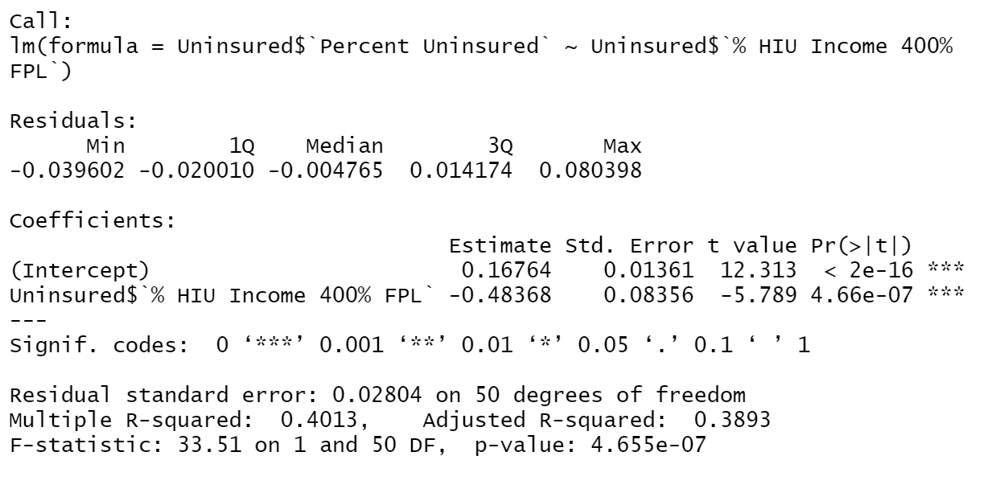 Call:
lm(formula = Uninsured$`Percent Uninsured` ~ Uninsured$`% HIU Income 400%
FPL`)
Residuals:
Min 1Q Median 3Q Max
-0.039602 -0.020010 -0.004765 0.014174 0.080398
Coefficients:
Estimate Std. Error t value Pr(>|t|)
(Intercept) 0.16764 0.01361 12.313 < 2e-16 ***
Uninsured$`% HIU Income 400% FPL` -0.48368 0.08356 -5.789 4.66e-07 ***
---
Signif. codes: 0 ‘***’ 0.001 ‘**’ 0.01 ‘*’ 0.05 ‘.’ 0.1 ‘ ’ 1
Residual standard error: 0.02804 on 50 degrees of freedom
Multiple R-squared: 0.4013, Adjusted R-squared: 0.3893
F-statistic: 33.51 on 1 and 50 DF, p-value: 4.655e-07